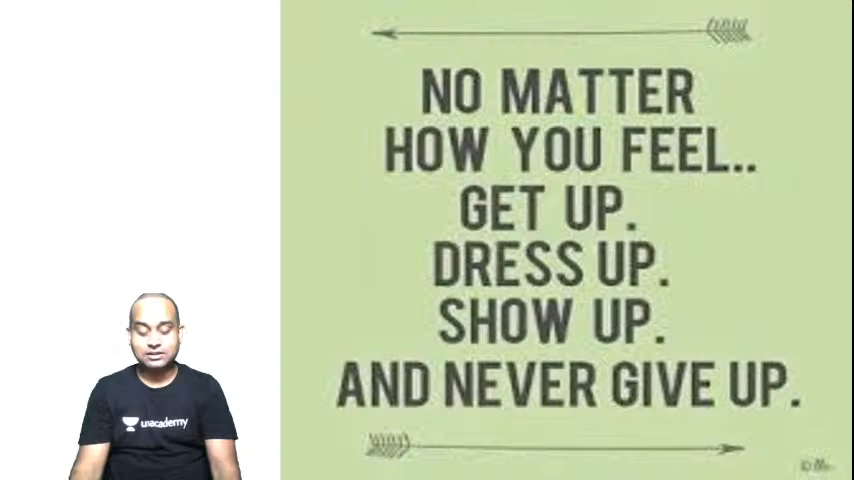 NO MATTER
HOW YOU FEEL..
GET UP.
DRESS UP.
SHOW UP.
AND NEVER GIVE UP.
unacademy